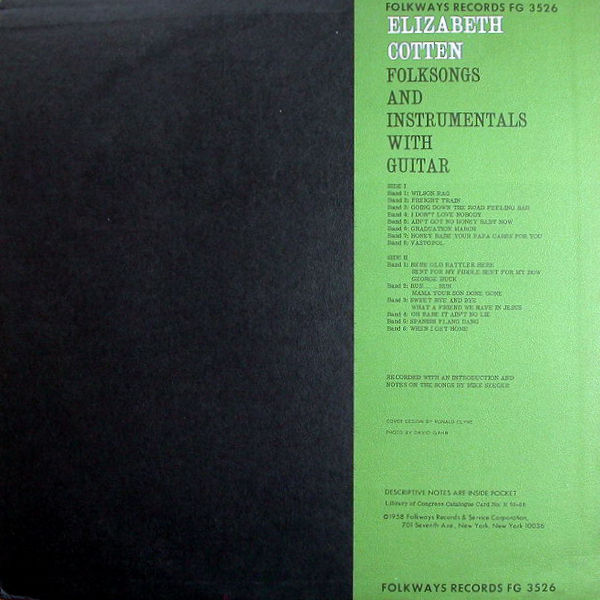 FOLKWAYS RECORDS FG 3526
ELIZABETH
COTTEN
FOLKSONGS
AND
INSTRUMENTALS
WITH
GUITAR
SIDE I
Band 1: WILSON RAG
Band 2: FREIGHT TRAIN
Band 3: GOING DOWN THE ROAD FEELING BAD
Band 4: I DON'T LOVE NOBODY
Band 5: AIN'T GOT NO HONEY BABY NOW
Band 6: GRADUATION MARCH
Band 7: HONEY BABE YOUR PAPA CARES FOR YOU
Band 8: VASTOPOL
SIDE II
Band 1: HERE OLD RATTLER HERE
SENT FOR MY FIDDLE SENT FOR MY BOW
GEORGE BUCK
Band 2: RUN.....RUN
MAMA YOUR SON DONE GONE
Band 3: SWEET BYE AND BYE
WHAT A FRIEND WE HAVE IN JESUS
Band 4: OH BABE IT AIN'T NO LIE
Band 5: SPANISH FLANG DANG
Band 6: WHEN I GET HOME
RECORDED WITH AN INTRODUCTION AND
NOTES ON THE SONGS BY MIKE SEEGER
COVER DESIGN BY RONALD CLYNE
PHOTO BY DAVID GAHR
DESCRIPTIVE NOTES ARE INSIDE POCKET
Library of Congress Catalogue Card No. R
©1958 Folkways Records & Service Corporation,
701 Seventh Ave., New York, New York 10036
FOLKWAYS RECORDS FG 3526